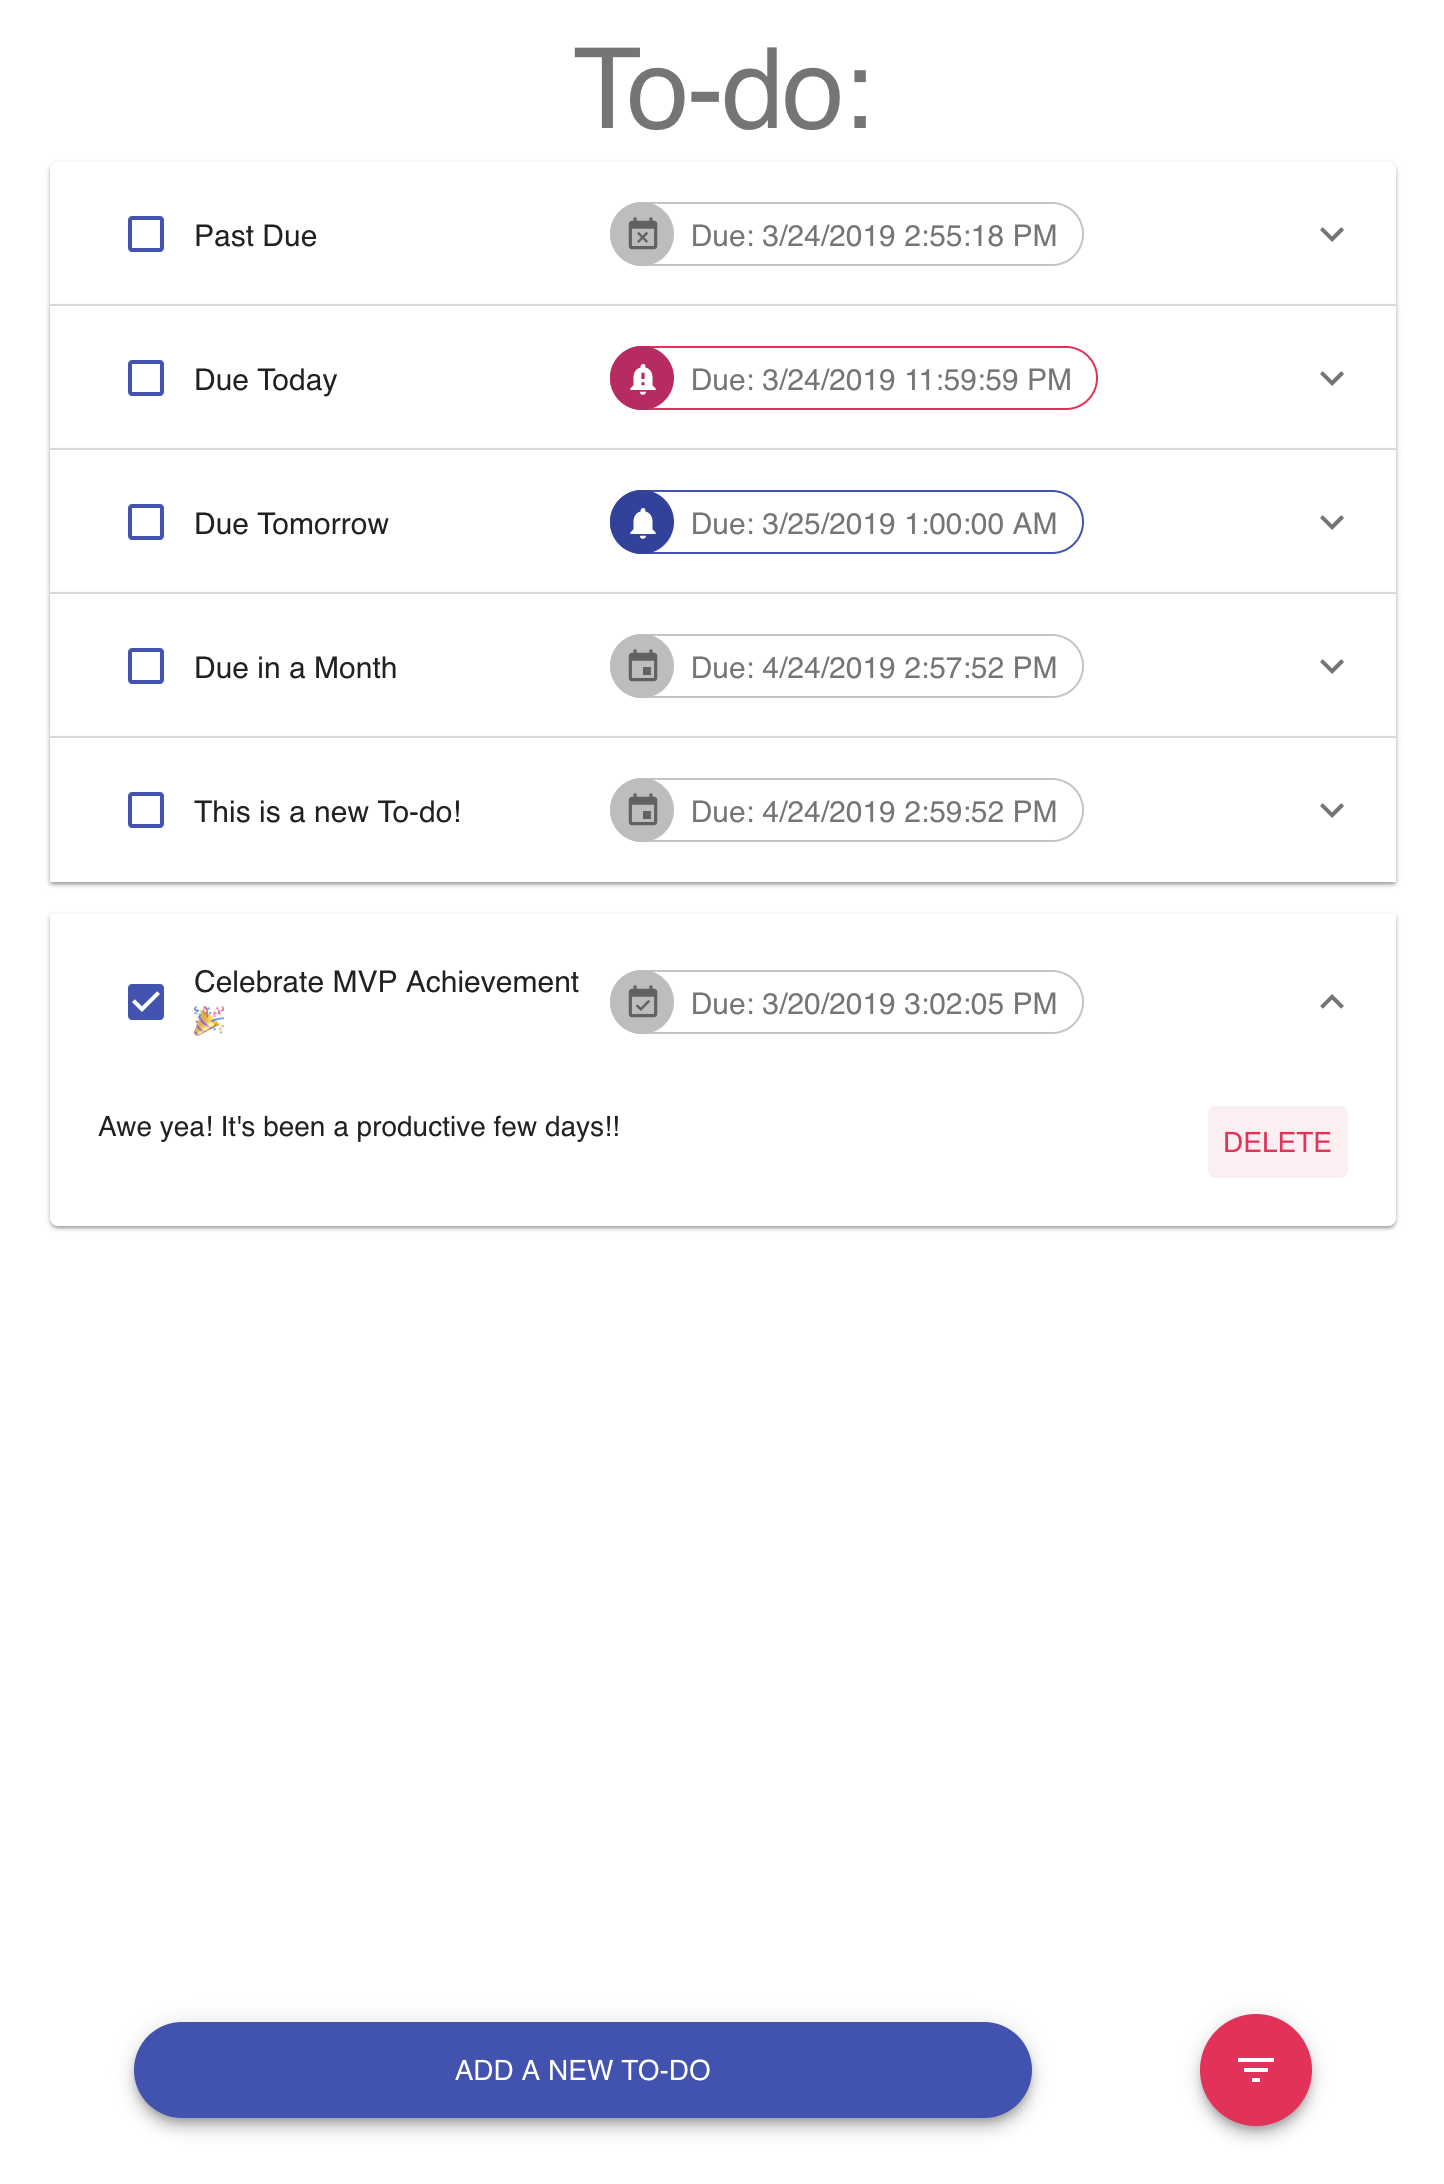 To-do:
Past Due Due: 3/24/2019 2:55:18 PM
Due Today Due: 3/24/2019 11:59:59 PM
Due Tomorrow Due: 3/25/2019 1:00:00 AM
Due in a Month Due: 4/24/2019 2:57:52 PM
This is a new To-do! Due: 4/24/2019 2:59:52 PM
Celebrate MVP Achievement 🎉 Due: 3/20/2019 3:02:05 PM
Awe yea! It's been a productive few days!! DELETE
ADD A NEW TO-DO